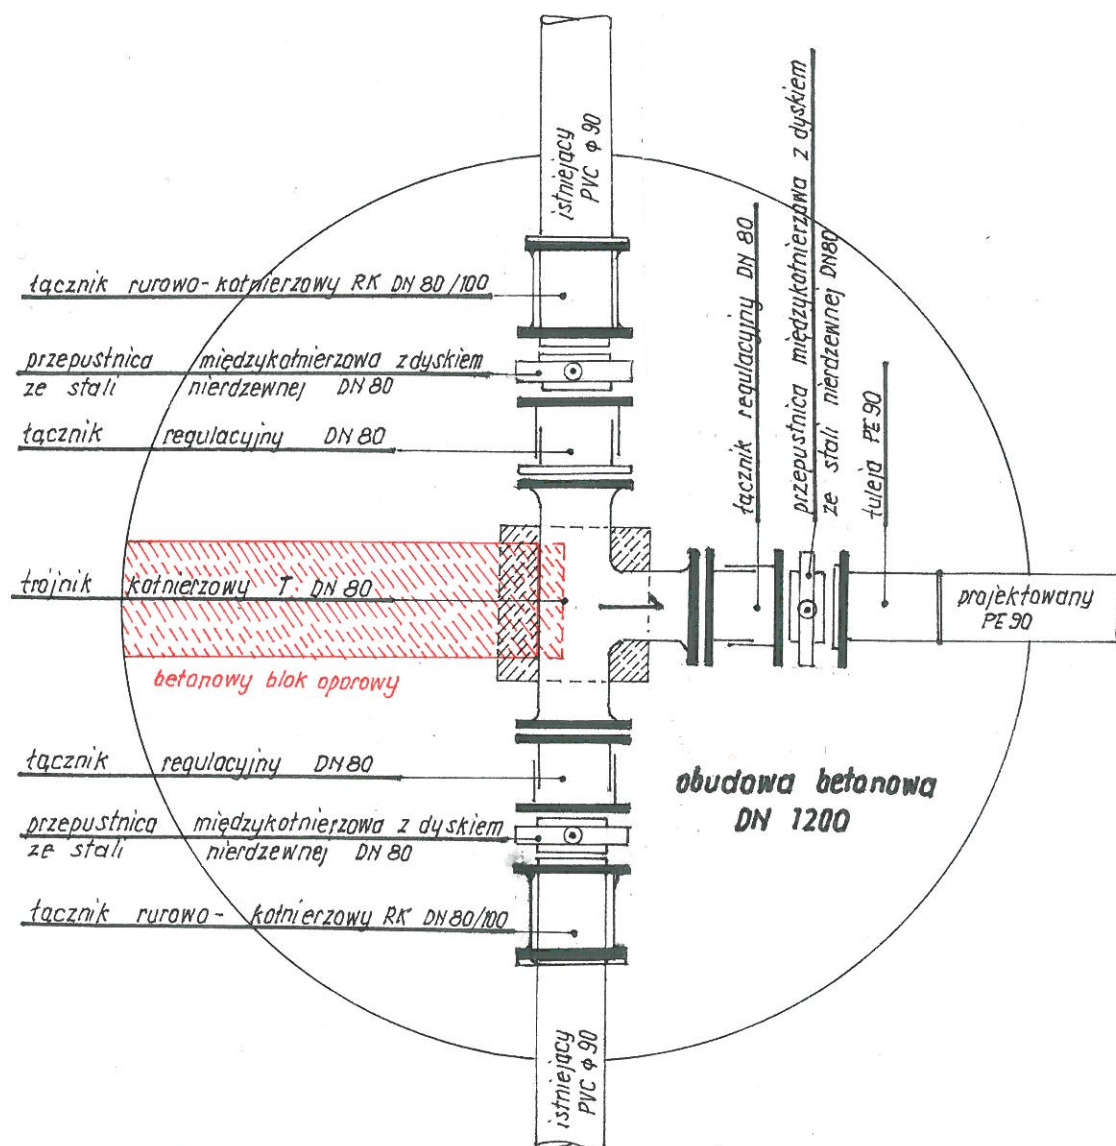 istniejący
PVC φ 90
łącznik rurowo-kołnierzowy RK DN 80/100
przepustnica międzykołnierzowa z dyskiem
ze stali nierdzewnej DN 80
łącznik regulacyjny DN 80
trójnik kołnierzowy T. DN 80
betonowy blok oporowy
łącznik regulacyjny DN 80
przepustnica międzykołnierzowa z dyskiem
ze stali nierdzewnej DN 80
łącznik rurowo-kołnierzowy RK DN 80/100
istniejący
PVC φ 90
łącznik regulacyjny DN 80
przepustnica międzykołnierzowa z dyskiem
ze stali nierdzewnej DN80
tuleja PE 90
projektowany
PE 90
obudowa betonowa
DN 1200